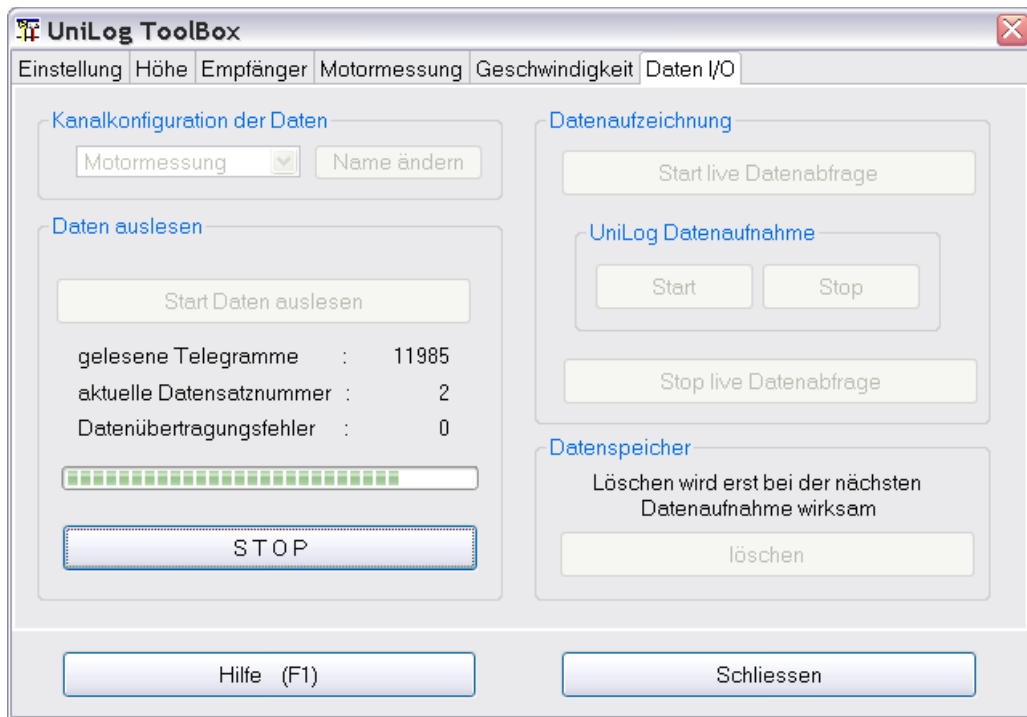 UniLog ToolBox
Einstellung Höhe Empfänger Motormessung Geschwindigkeit Daten I/O
Kanalkonfiguration der Daten
Motormessung Name ändern
Daten auslesen
Start Daten auslesen
gelesene Telegramme : 11985
aktuelle Datensatznummer : 2
Datenübertragungsfehler : 0
STOP
Datenaufzeichnung
Start live Datenabfrage
UniLog Datenaufnahme
Start Stop
Stop live Datenabfrage
Datenspeicher
Löschen wird erst bei der nächsten
Datenaufnahme wirksam
löschen
Hilfe (F1) Schliessen